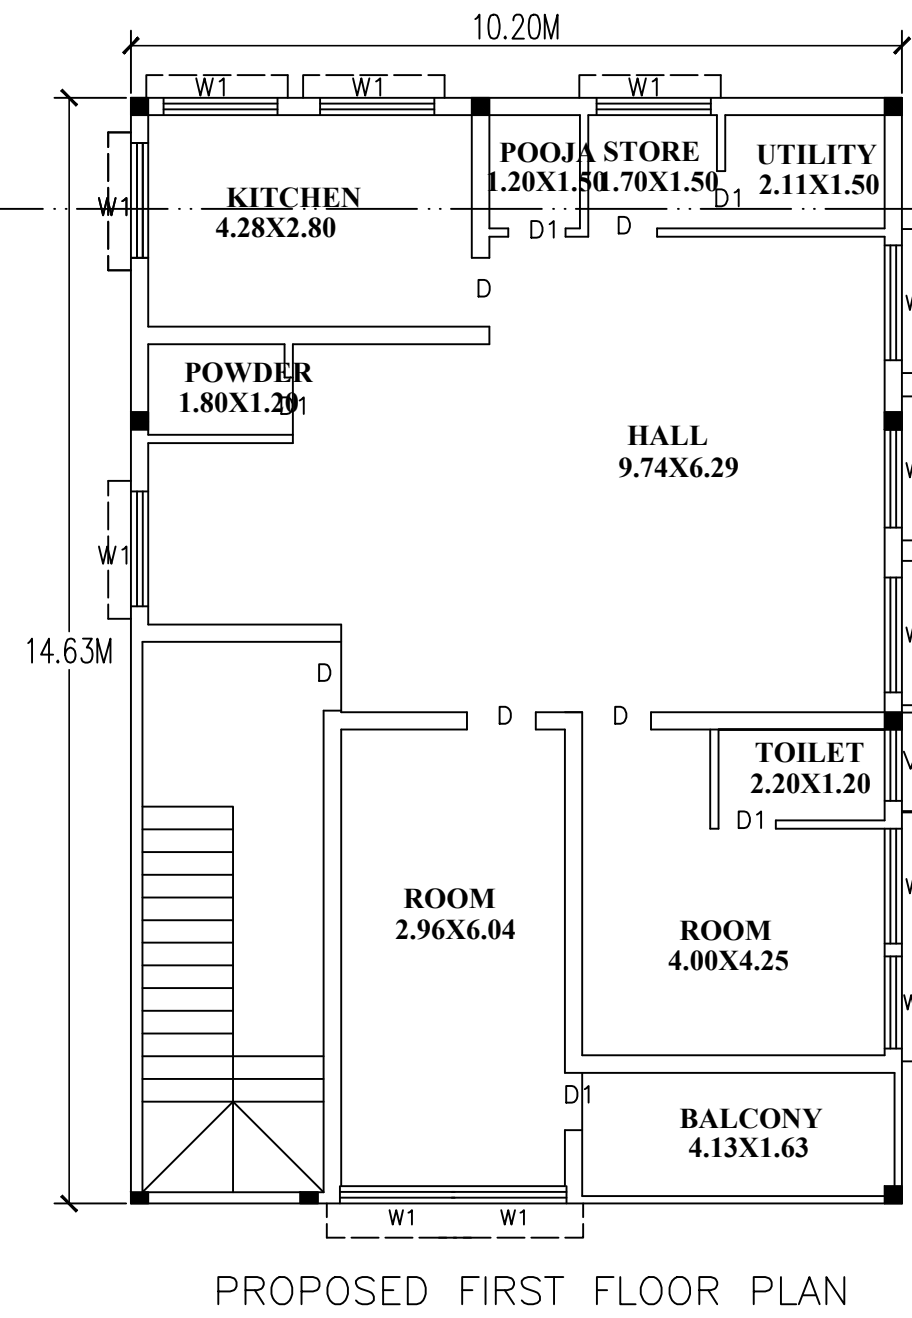 10.20M
W1 W1 W1
POOJA STORE UTILITY
1.20X1.50 1.70X1.50 2.11X1.50
KITCHEN D1
W1 4.28X2.80
D1 D
D
POWDER
1.80X1.20
D1
HALL
9.74X6.29
W1
14.63M
D
D D
TOILET
2.20X1.20
D1
ROOM
2.96X6.04
ROOM
4.00X4.25
D1
BALCONY
4.13X1.63
W1 W1
PROPOSED FIRST FLOOR PLAN